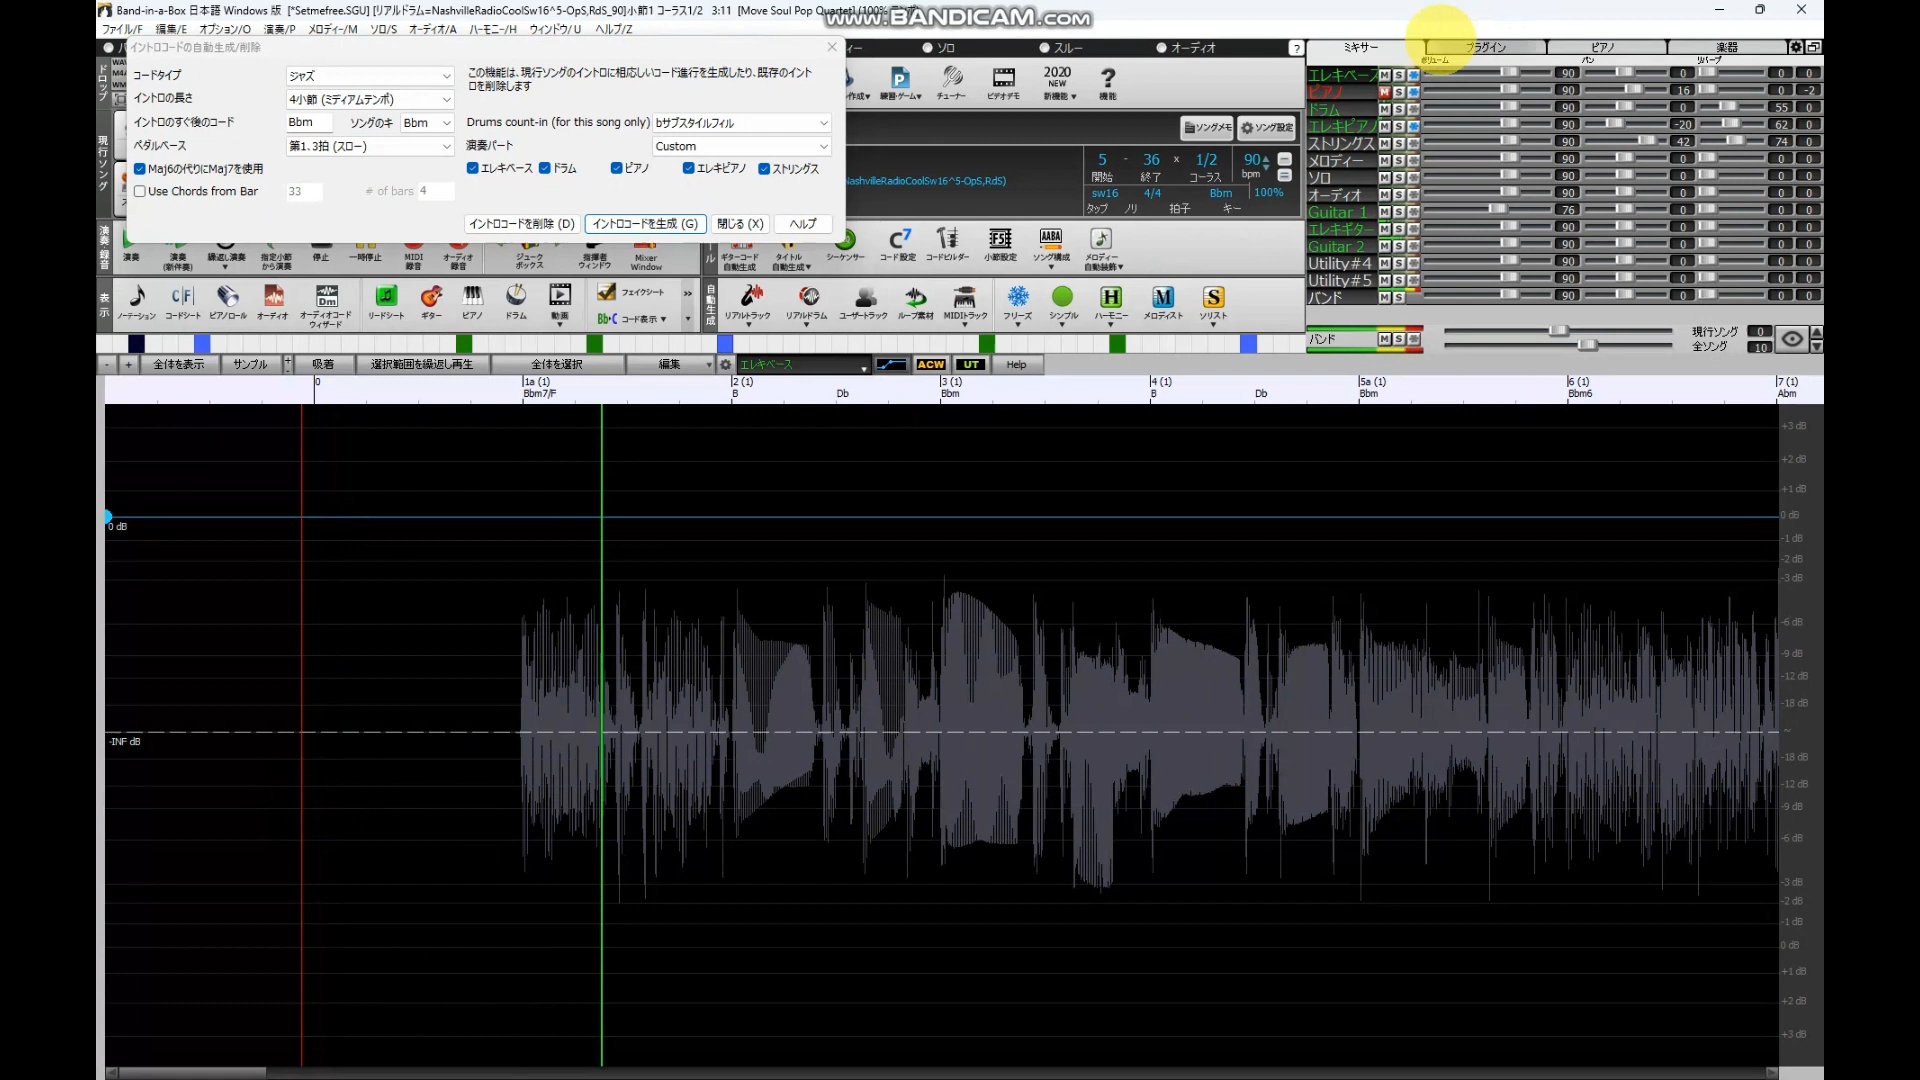 Band-in-a-Box 日本語 Windows 版 [*Setmefree.SGU] [リアルドラム=NashvilleRadioCoolSw16^5-OpS,RdS_90]小節1 コーラス1/2 3:11 [Move Soul Pop Quartet] (100%
www.BANDICAM.com
ファイル/F 編集/E オプション/O 演奏/P メロディー/M ソロ/S オーディオ/A ハーモニー/H ウィンドウ/U ヘルプ/Z
イントロコードの自動生成/削除
コードタイプ ジャズ
この機能は、現行ソングのイントロに相応しいコード進行を生成したり、既存のイントロを削除します
イントロの長さ 4小節 (ミディアムテンポ)
イントロのすぐ後のコード Bbm ソングのキ Bbm
Drums count-in (for this song only) bサブスタイルフィル
ペダルベース 第1、3拍 (スロー)
演奏パート Custom
Maj6の代りにMaj7を使用
エレキベース ドラム ピアノ エレキピアノ ストリングス
Use Chords from Bar 33 # of bars 4
イントロコードを削除 (D) イントロコードを生成 (G) 閉じる (X) ヘルプ
ソロ スルー オーディオ ?
練習・ゲーム チューナー ビデオデモ 2020 NEW 新機能 機能
ソングメモ ソング設定
NashvilleRadioCoolSw16^5-OpS,RdS)
5 - 36 x 1/2 90 bpm
開始 終了 コーラス
sw16 4/4 Bbm 100%
タップ ノリ 拍子 キー
ドロップ
現行ソング
演奏・録音
演奏 演奏(新伴奏) 繰返し演奏 指定小節から演奏 停止 一時停止 MIDI録音 オーディオ録音 ジュークボックス 指揮者ウィンドウ Mixer Window
ギターコード自動生成 タイトル自動生成 シーケンサー コード設定 コードビルダー 小節設定 ソング構成 メロディー自動装飾
表示
ノーテーション コードシート ピアノロール オーディオ オーディオコードウィザード リードシート ギター ピアノ ドラム 動画 フェイクシート コード表示
自動生成
リアルトラック リアルドラム ユーザートラック ループ素材 MIDIトラック フリーズ シンプル ハーモニー メロディスト ソリスト
ミキサー プラグイン ピアノ 楽器
ボリューム パン リバーブ
エレキベース M S 90 0 0 0
ピアノ M S 90 16 0 -2
ドラム M S 90 0 55 0
エレキピアノ M S 90 -20 62 0
ストリングス M S 90 42 74 0
メロディー M S 90 0 0 0
ソロ M S 90 0 0 0
オーディオ M S 90 0 0 0
Guitar 1 M S 76 0 0 0
エレキギター M S 90 0 0 0
Guitar 2 M S 90 0 0 0
Utility#4 M S 90 0 0 0
Utility#5 M S 90 0 0 0
バンド M S 90 0 0 0
バンド M S 現行ソング 0
全ソング 10
- + 全体を表示 サンプル + - 吸着 選択範囲を繰返し再生 全体を選択 編集 エレキベース ACW UT Help
0 1a (1) 2 (1) 3 (1) 4 (1) 5a (1) 6 (1) 7 (1)
Bbm7/F B Db Bbm B Db Bbm Bbm6 Abm
0 dB
-INF dB
+3 dB
+2 dB
+1 dB
0 dB
-1 dB
-2 dB
-3 dB
-6 dB
-9 dB
-12 dB
-18 dB
-18 dB
-12 dB
-9 dB
-6 dB
-3 dB
-2 dB
-1 dB
0 dB
+1 dB
+2 dB
+3 dB